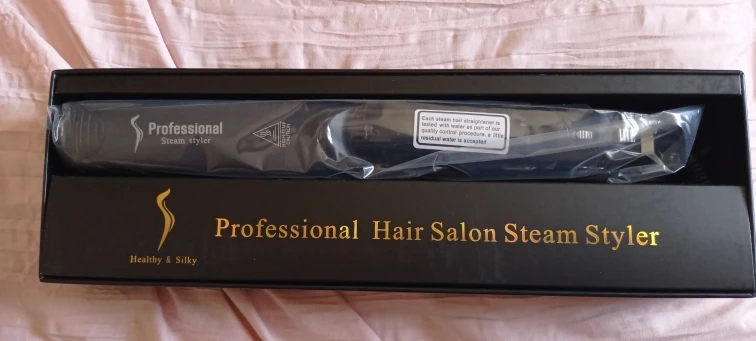 Professional
Steam styler
CAUTION
Each steam hair straightener is
tested with water as part of our
quality control procedure, a little
residual water is accepted
Professional Hair Salon Steam Styler
Healthy & Silky